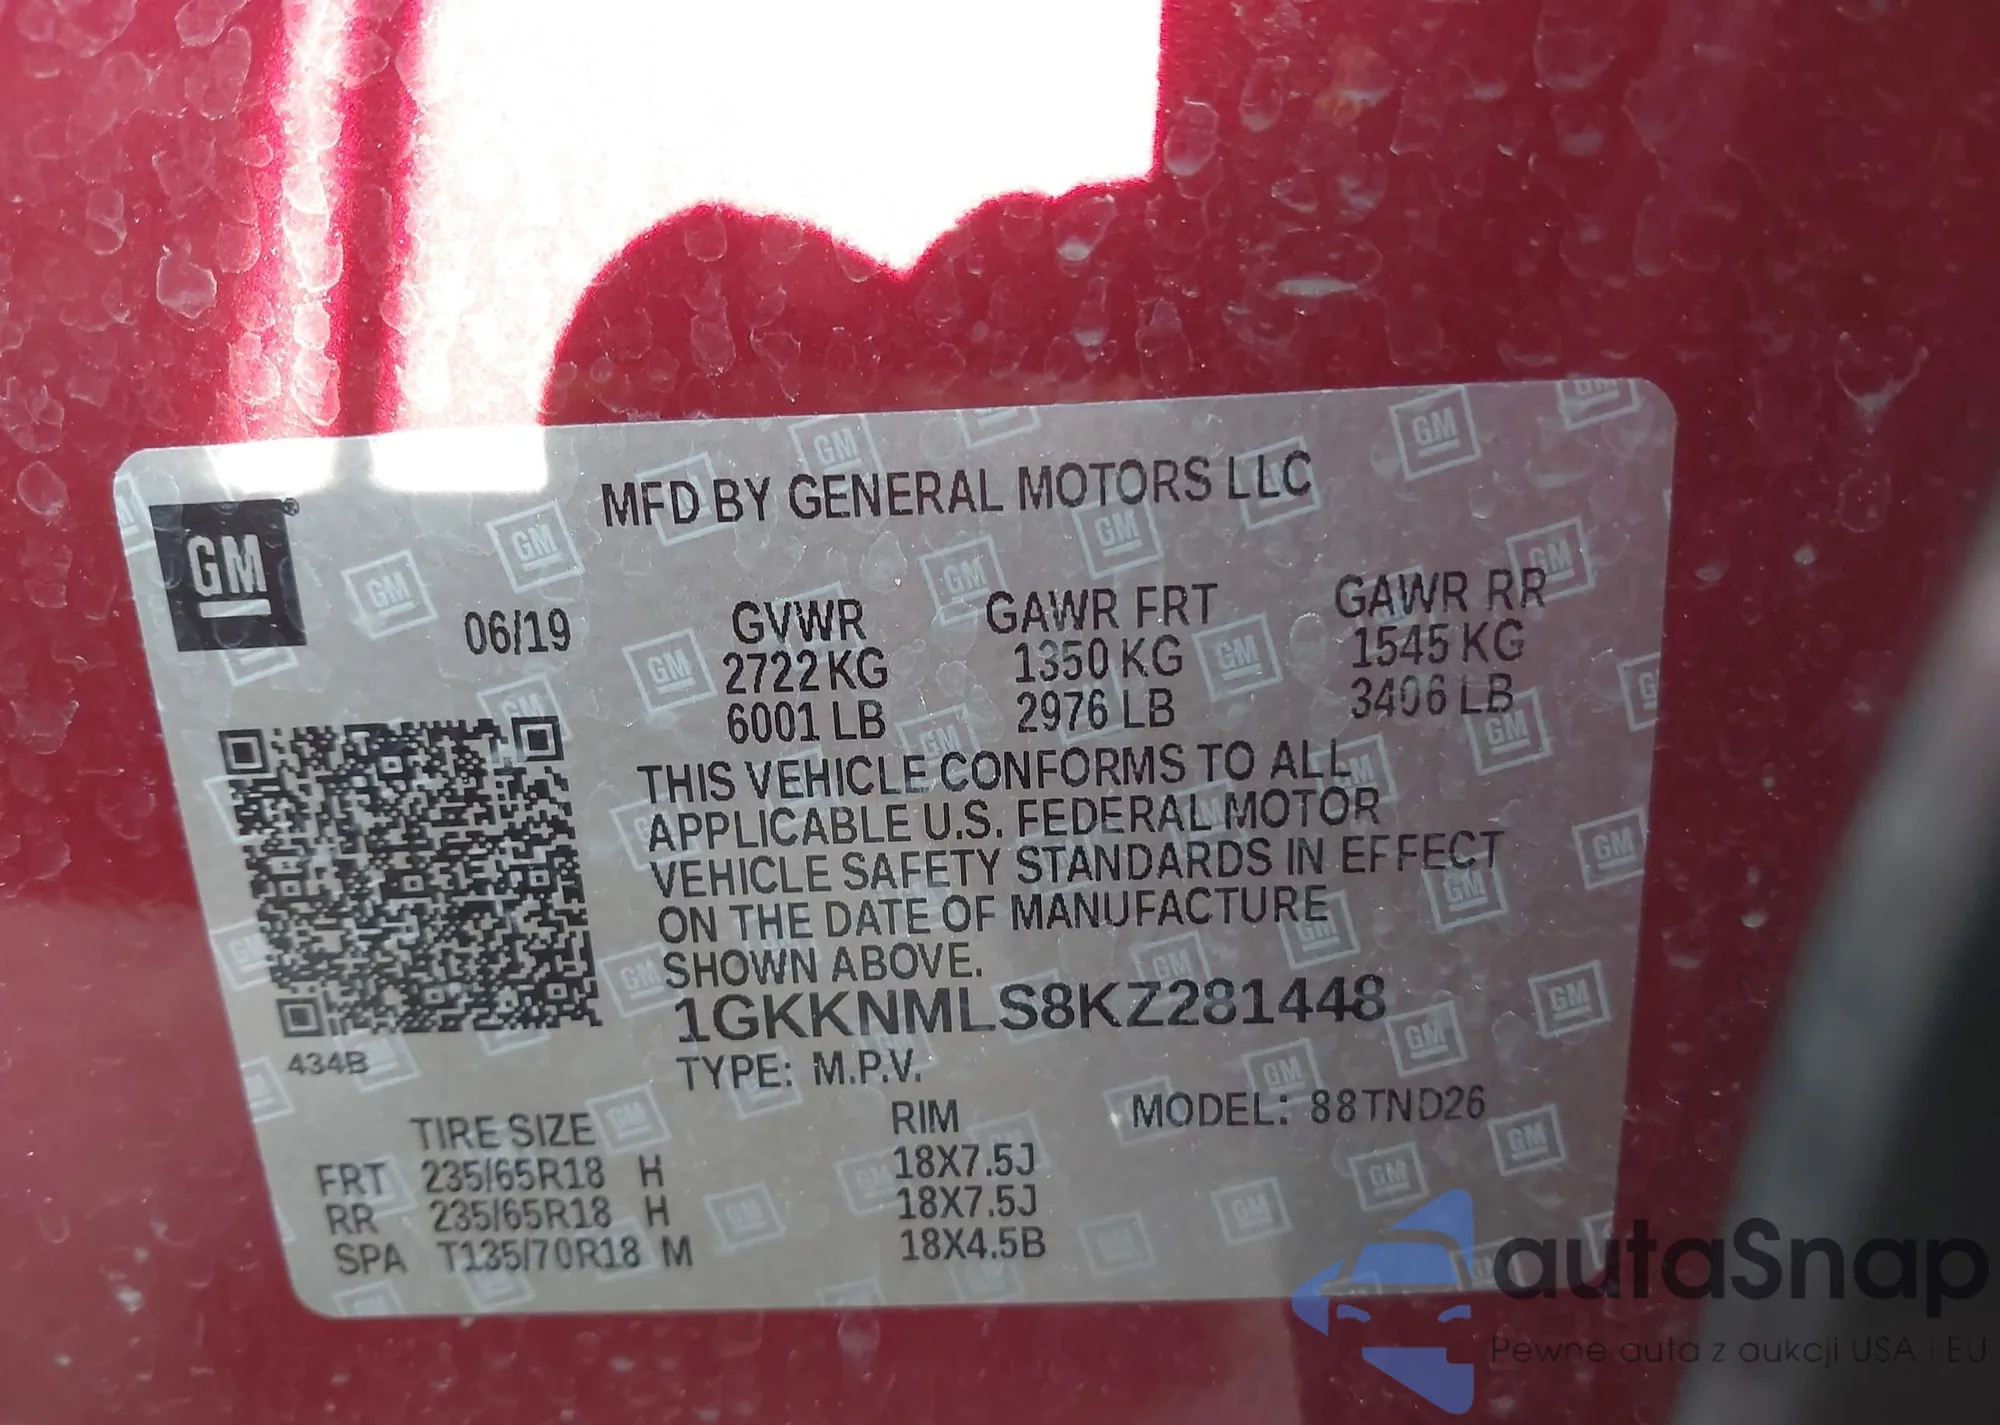 MFD BY GENERAL MOTORS LLC
GM
06/19
GVWR GAWR FRT GAWR RR
2722KG 1350 KG 1545 KG
6001 LB 2976 LB 3406 LB
THIS VEHICLE CONFORMS TO ALL
APPLICABLE U.S. FEDERAL MOTOR
VEHICLE SAFETY STANDARDS IN EFFECT
ON THE DATE OF MANUFACTURE
SHOWN ABOVE.
1GKKNMLS8KZ281448
434B
TYPE: M.P.V.
TIRE SIZE RIM MODEL: 88TND26
FRT 235/65R18 H 18X7.5J
RR 235/65R18 H 18X7.5J
SPA T135/70R18 M 18X4.5B
autaSnap
Pewne auta z aukcji USA i EU